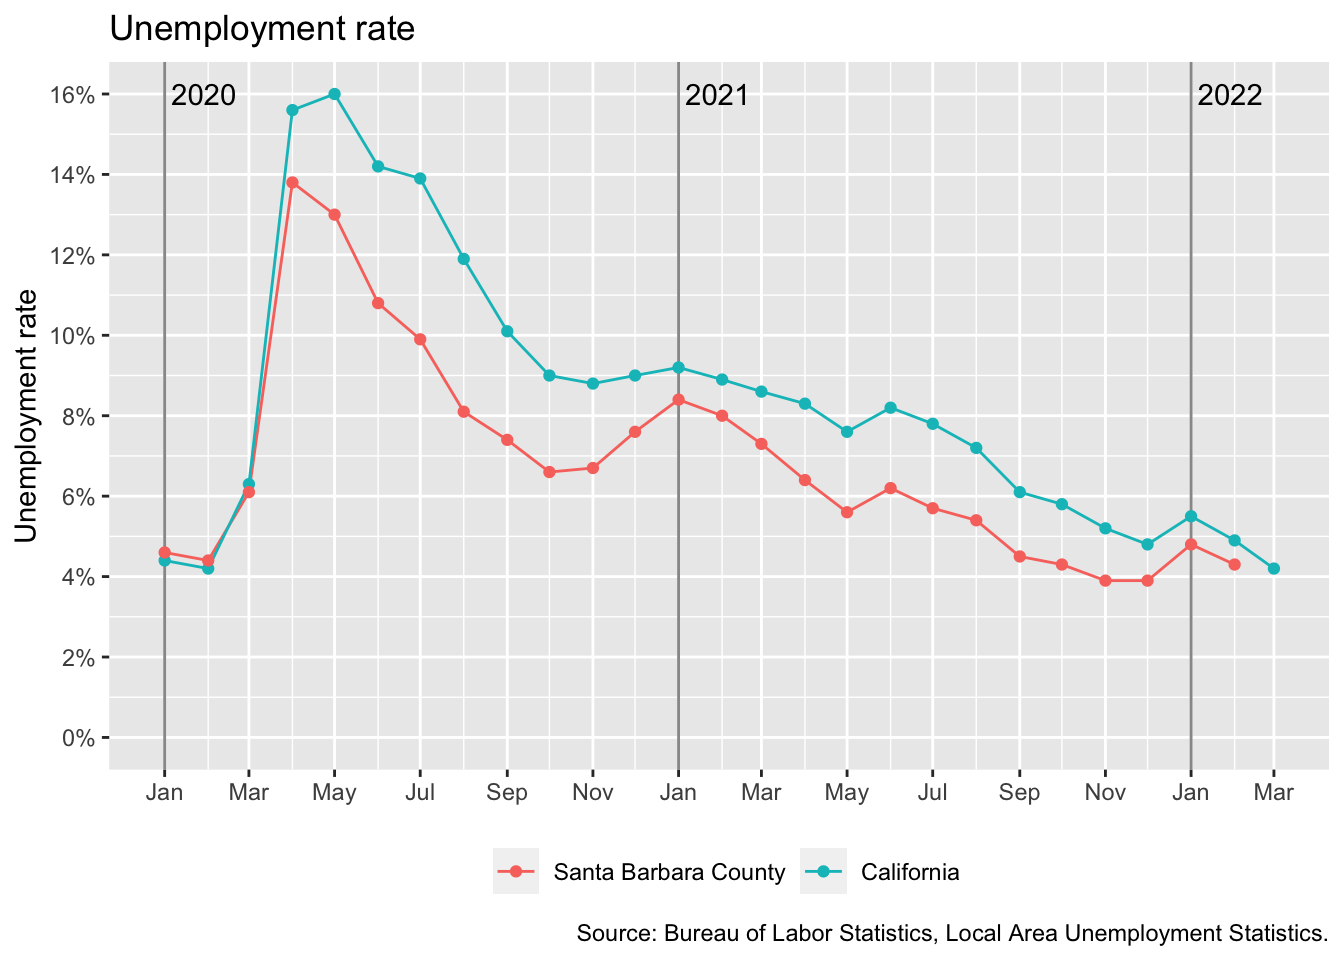 Unemployment rate
2020 2021 2022
16%
14%
12%
10%
8%
6%
4%
2%
0%
Unemployment rate
Jan Mar May Jul Sep Nov Jan Mar May Jul Sep Nov Jan Mar
Santa Barbara County California
Source: Bureau of Labor Statistics, Local Area Unemployment Statistics.